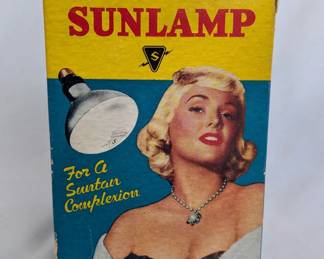 SUNLAMP
S
For A
Suntan
Complexion